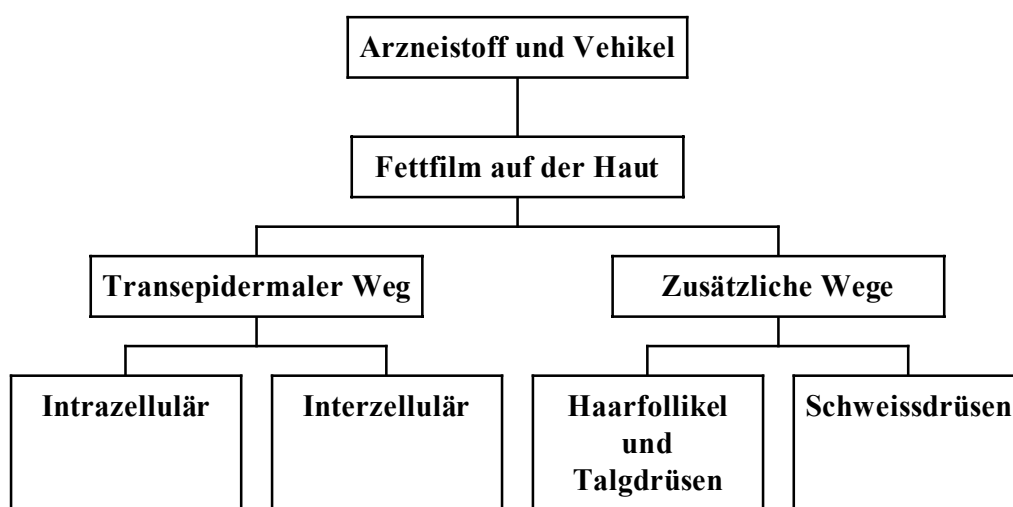 Arzneistoff und Vehikel
Fettfilm auf der Haut
Transepidermaler Weg
Zusätzliche Wege
Intrazellulär
Interzellulär
Haarfollikel
und
Talgdrüsen
Schweissdrüsen